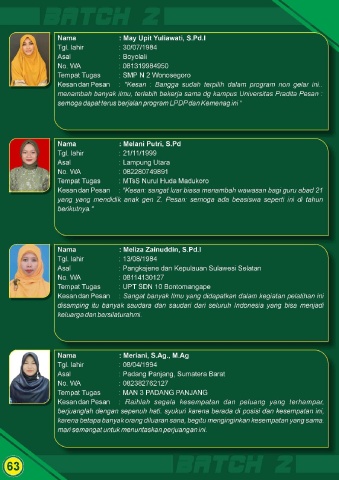 BATCH 2
Nama : May Upit Yuliawati, S.Pd.I
Tgl. lahir : 30/07/1984
Asal : Boyolali
No. WA : 081319984950
Tempat Tugas : SMP N 2 Wonosegoro
Kesan dan Pesan : "Kesan : Bangga sudah terpilih dalam program non gelar ini..
menambah banyak ilmu, terlebih bekerja sama dg kampus Universitas Pradita Pesan :
semoga dapat terus berjalan program LPDP dan Kemenag ini "
Nama : Melani Putri, S.Pd
Tgl. lahir : 21/11/1999
Asal : Lampung Utara
No. WA : 082280749891
Tempat Tugas : MTsS Nurul Huda Madukoro
Kesan dan Pesan : "Kesan: sangat luar biasa menambah wawasan bagi guru abad 21
yang yang mendidik anak gen Z. Pesan: semoga ada beasiswa seperti ini di tahun
berikutnya."
Nama : Meliza Zainuddin, S.Pd.I
Tgl. lahir : 13/08/1984
Asal : Pangkajene dan Kepulauan Sulawesi Selatan
No. WA : 08114130127
Tempat Tugas : UPT SDN 10 Bontomangape
Kesan dan Pesan : Sangat banyak ilmu yang didapatkan dalam kegiatan pelatihan ini
disamping itu banyak saudara dan saudari dari seluruh Indonesia yang bisa menjadi
keluarga dan bersilaturahmi.
Nama : Meriani, S.Ag., M.Ag
Tgl. lahir : 08/04/1994
Asal : Padang Panjang, Sumatera Barat
No. WA : 082382762127
Tempat Tugas : MAN 3 PADANG PANJANG
Kesan dan Pesan : Raihlah segala kesempatan dan peluang yang terhampar,
berjuanglah dengan sepenuh hati. syukuri karena berada di posisi dan kesempatan ini,
karena betapa banyak orang diluaran sana, begitu menginginkan kesempatan yang sama.
mari semangat untuk menuntaskan perjuangan ini.
63
BATCH 2